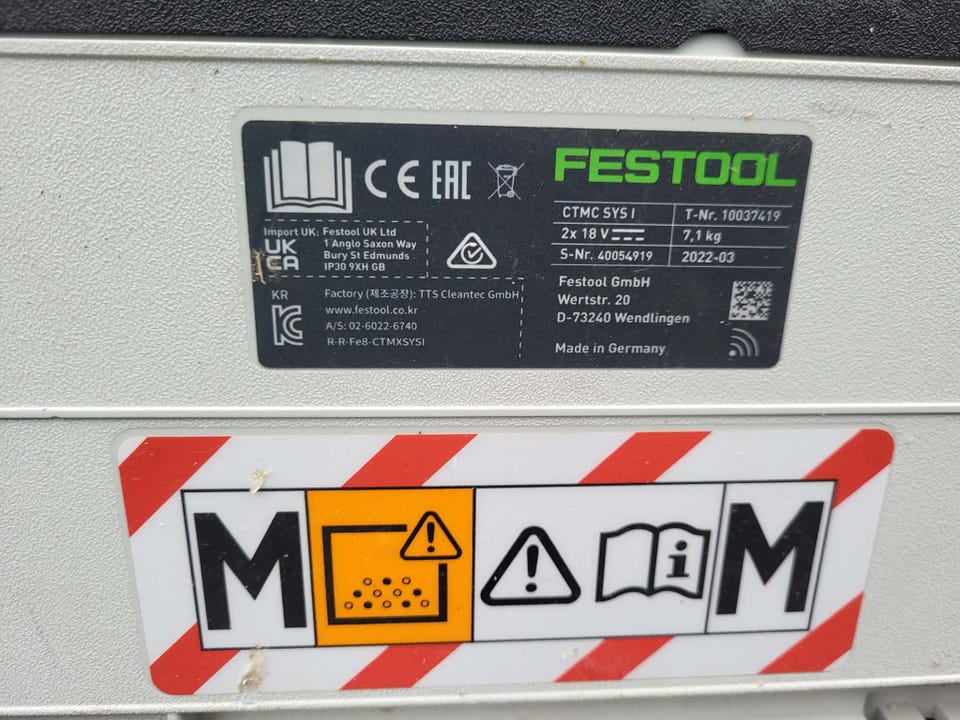 CE EAC
FESTOOL
CTMC SYS I T-Nr. 10037419
2x 18 V 7,1 kg
S-Nr. 40054919 2022-03
Import UK: Festool UK Ltd
1 Anglo Saxon Way
Bury St Edmunds
IP30 9XH GB
UK
CA
KR
Factory (제조공장): TTS Cleantec GmbH
www.festool.co.kr
A/S: 02-6022-6740
R-R-Fe8-CTMXSYSI
Festool GmbH
Wertstr. 20
D-73240 Wendlingen
Made in Germany
M ! ! i M